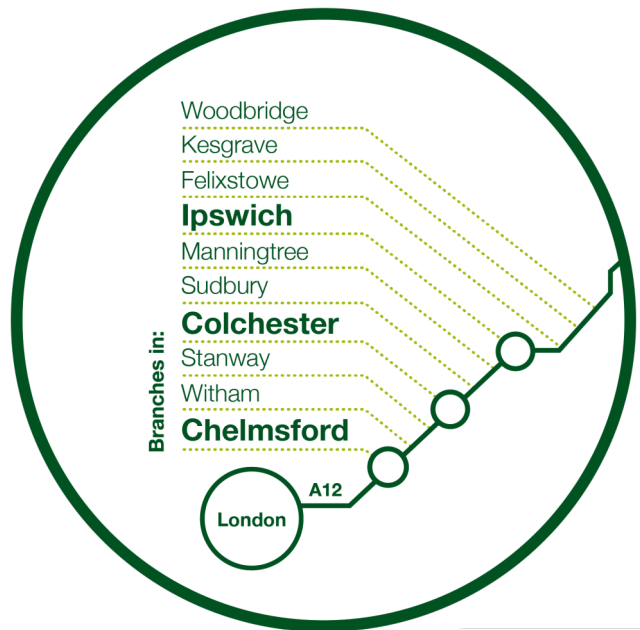 Woodbridge
Kesgrave
Felixstowe
Ipswich
Manningtree
Sudbury
Colchester
Stanway
Witham
Chelmsford
Branches in:
A12
London